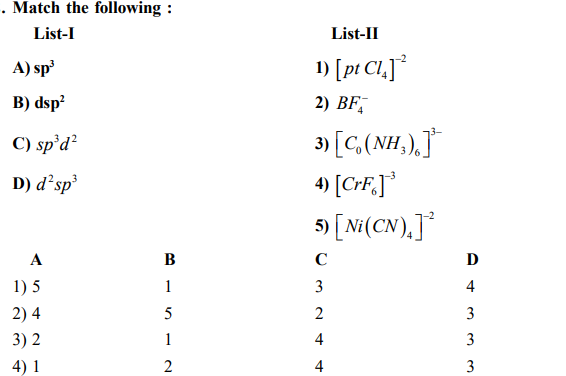 . Match the following :
List-I List-II
A) sp³ 1) [pt Cl₄]⁻²
B) dsp² 2) BF₄⁻
C) sp³d² 3) [C₀(NH₃)₆]³⁻
D) d²sp³ 4) [CrF₆]⁻³
5) [Ni(CN)₄]⁻²
A B C D
1) 5 1 3 4
2) 4 5 2 3
3) 2 1 4 3
4) 1 2 4 3